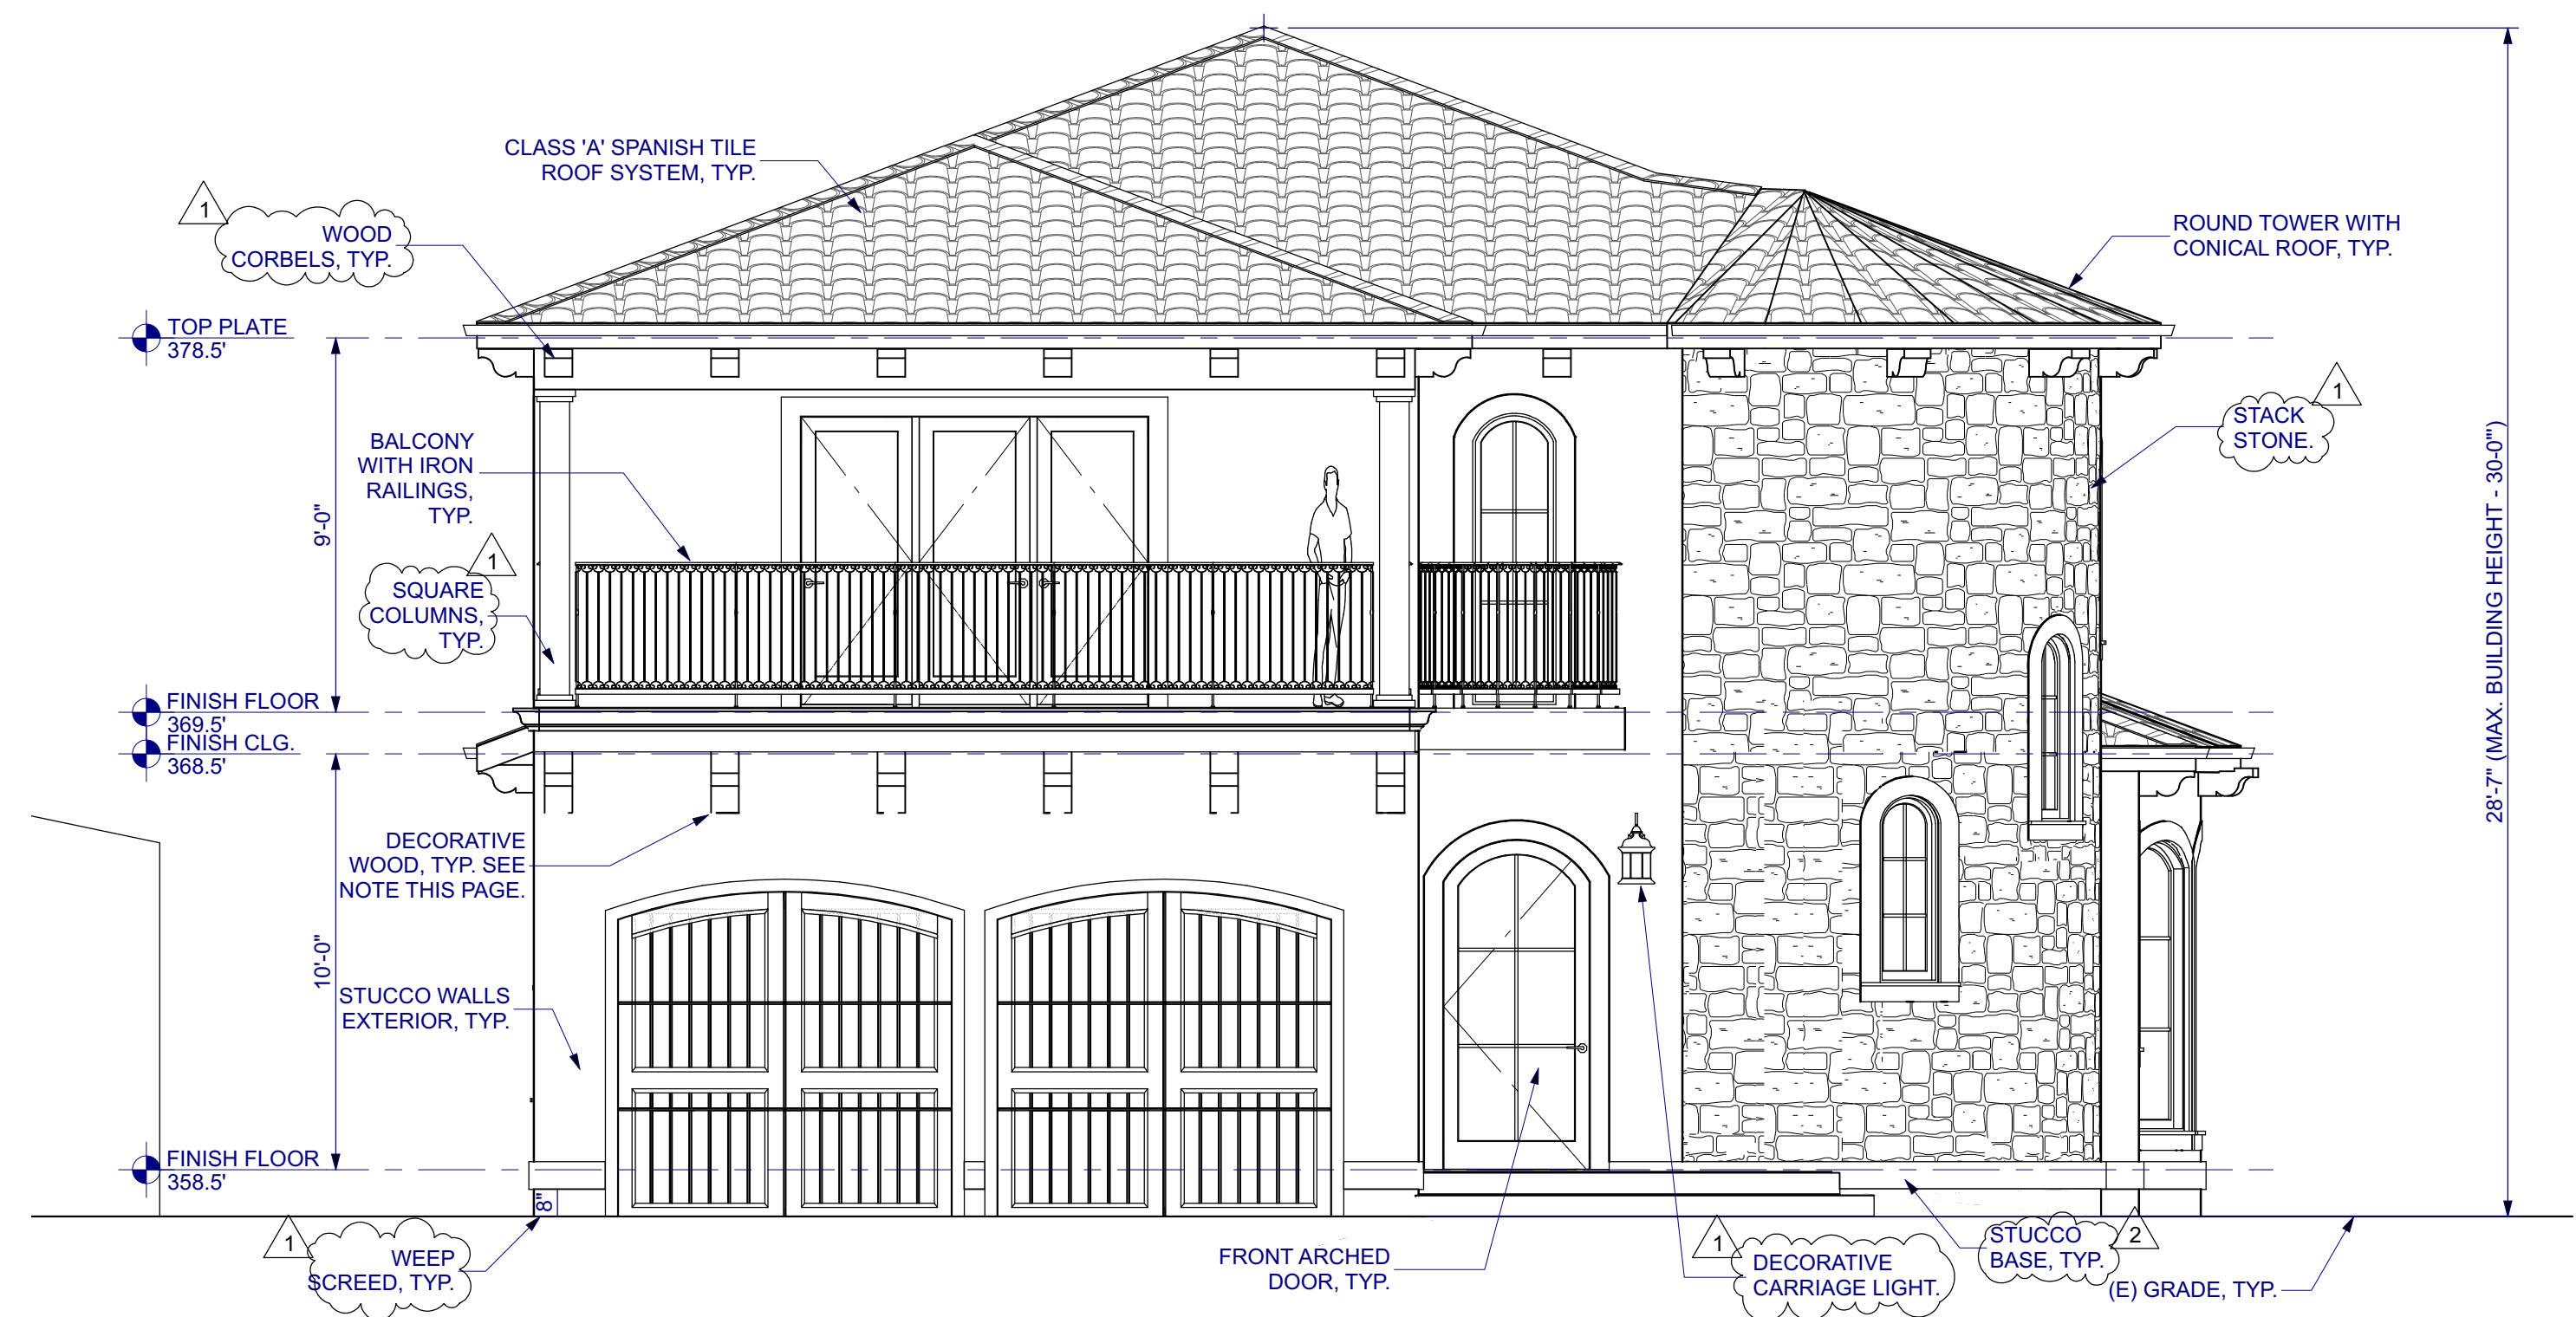 CLASS 'A' SPANISH TILE
ROOF SYSTEM, TYP.
1
WOOD
CORBELS, TYP.
ROUND TOWER WITH
CONICAL ROOF, TYP.
TOP PLATE
378.5'
1
STACK
STONE.
BALCONY
WITH IRON
RAILINGS,
TYP.
9'-0"
1
SQUARE
COLUMNS,
TYP.
28'-7" (MAX. BUILDING HEIGHT - 30-0"')
FINISH FLOOR
369.5'
FINISH CLG.
368.5'
DECORATIVE
WOOD, TYP. SEE
NOTE THIS PAGE.
10'-0"
STUCCO WALLS
EXTERIOR, TYP.
FINISH FLOOR
358.5'
8"
1
WEEP
SCREED, TYP.
FRONT ARCHED
DOOR, TYP.
1
DECORATIVE
CARRIAGE LIGHT.
STUCCO
BASE, TYP.
2
(E) GRADE, TYP.